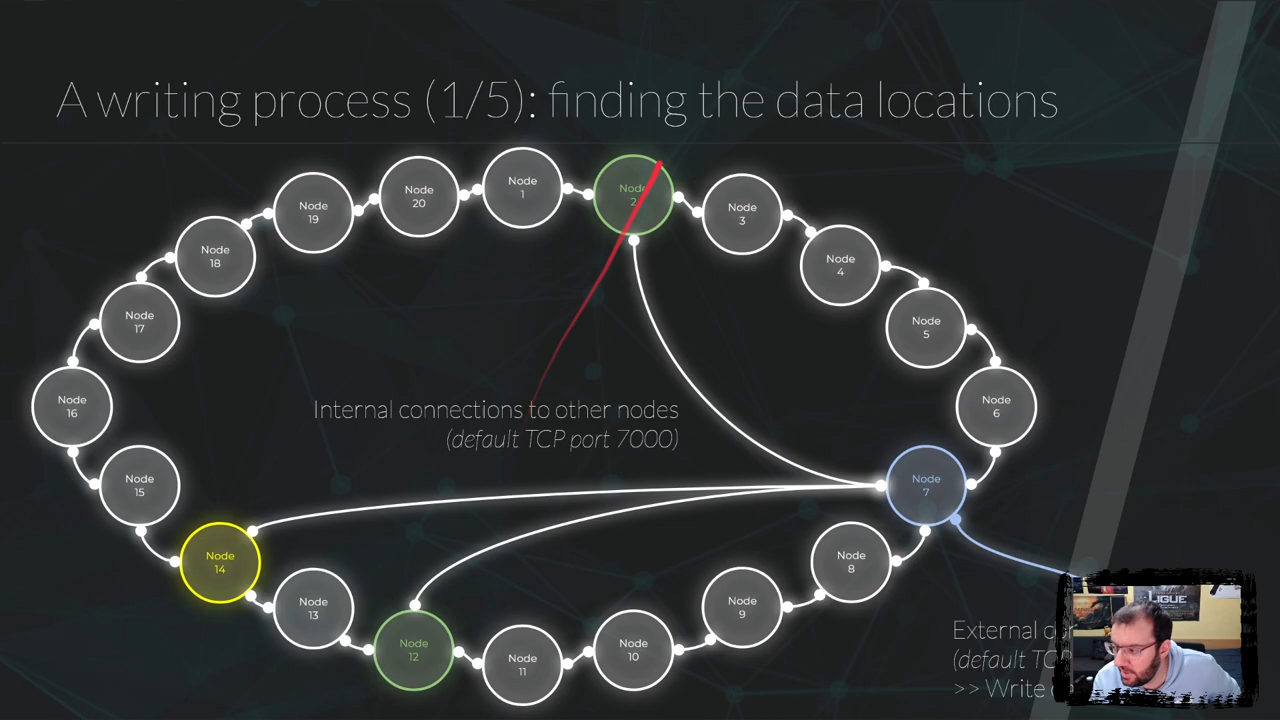 A writing process (1/5): finding the data locations
Node
1
Node
2
Node
3
Node
4
Node
5
Node
6
Node
7
Node
8
Node
9
Node
10
Node
11
Node
12
Node
13
Node
14
Node
15
Node
16
Node
17
Node
18
Node
19
Node
20
Internal connections to other nodes
(default TCP port 7000)
External
(default
>> Write
LIGUE